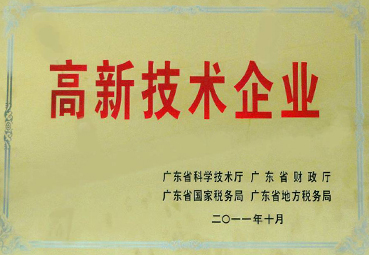 高新技术企业
广东省科学技术厅 广东省财政厅
广东省国家税务局 广东省地方税务局
二〇一一年十月